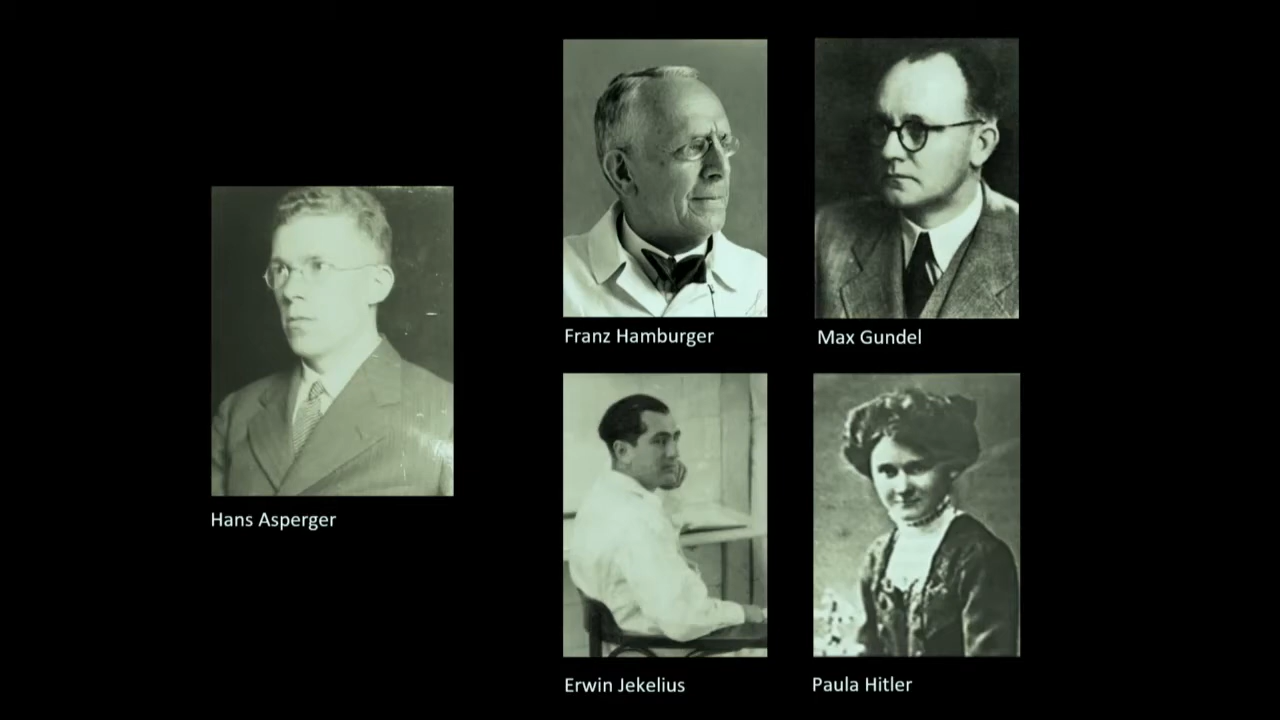 Hans Asperger
Franz Hamburger
Max Gundel
Erwin Jekelius
Paula Hitler